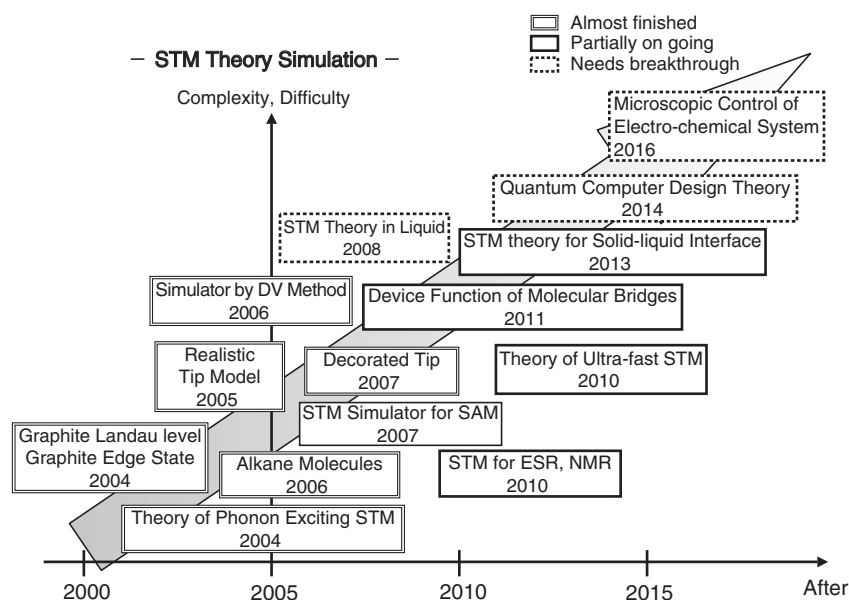 Almost finished
Partially on going
Needs breakthrough
– STM Theory Simulation –
Complexity, Difficulty
Microscopic Control of
Electro-chemical System
2016
Quantum Computer Design Theory
2014
STM Theory in Liquid
2008
STM theory for Solid-liquid Interface
2013
Simulator by DV Method
2006
Device Function of Molecular Bridges
2011
Realistic
Tip Model
2005
Decorated Tip
2007
Theory of Ultra-fast STM
2010
STM Simulator for SAM
2007
Graphite Landau level
Graphite Edge State
2004
Alkane Molecules
2006
STM for ESR, NMR
2010
Theory of Phonon Exciting STM
2004
2000
2005
2010
2015
After